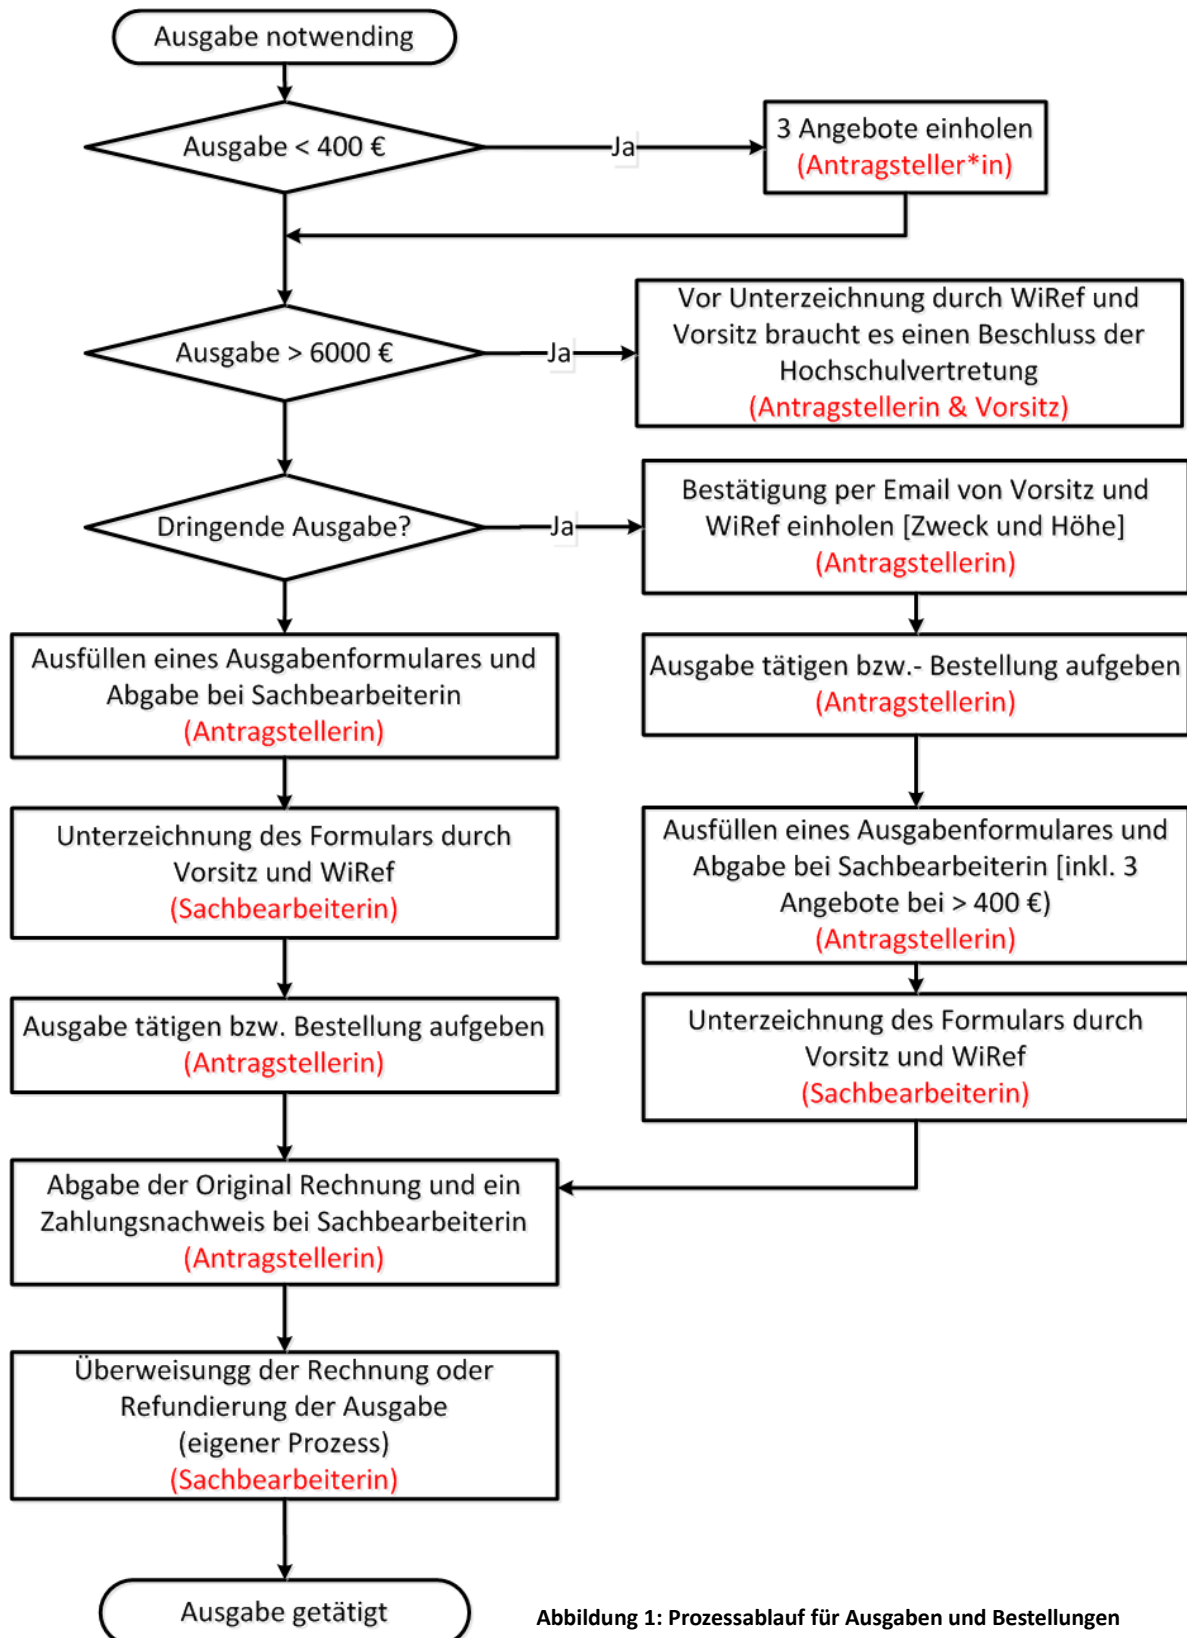 Ausgabe notwending
Ausgabe < 400 €
Ja
3 Angebote einholen
(Antragsteller*in)
Ausgabe > 6000 €
Ja
Vor Unterzeichnung durch WiRef und
Vorsitz braucht es einen Beschluss der
Hochschulvertretung
(Antragstellerin & Vorsitz)
Dringende Ausgabe?
Ja
Bestätigung per Email von Vorsitz und
WiRef einholen [Zweck und Höhe]
(Antragstellerin)
Ausfüllen eines Ausgabenformulares und
Abgabe bei Sachbearbeiterin
(Antragstellerin)
Ausgabe tätigen bzw.- Bestellung aufgeben
(Antragstellerin)
Unterzeichnung des Formulars durch
Vorsitz und WiRef
(Sachbearbeiterin)
Ausfüllen eines Ausgabenformulares und
Abgabe bei Sachbearbeiterin [inkl. 3
Angebote bei > 400 €)
(Antragstellerin)
Ausgabe tätigen bzw. Bestellung aufgeben
(Antragstellerin)
Unterzeichnung des Formulars durch
Vorsitz und WiRef
(Sachbearbeiterin)
Abgabe der Original Rechnung und ein
Zahlungsnachweis bei Sachbearbeiterin
(Antragstellerin)
Überweisungg der Rechnung oder
Refundierung der Ausgabe
(eigener Prozess)
(Sachbearbeiterin)
Ausgabe getätigt
Abbildung 1: Prozessablauf für Ausgaben und Bestellungen